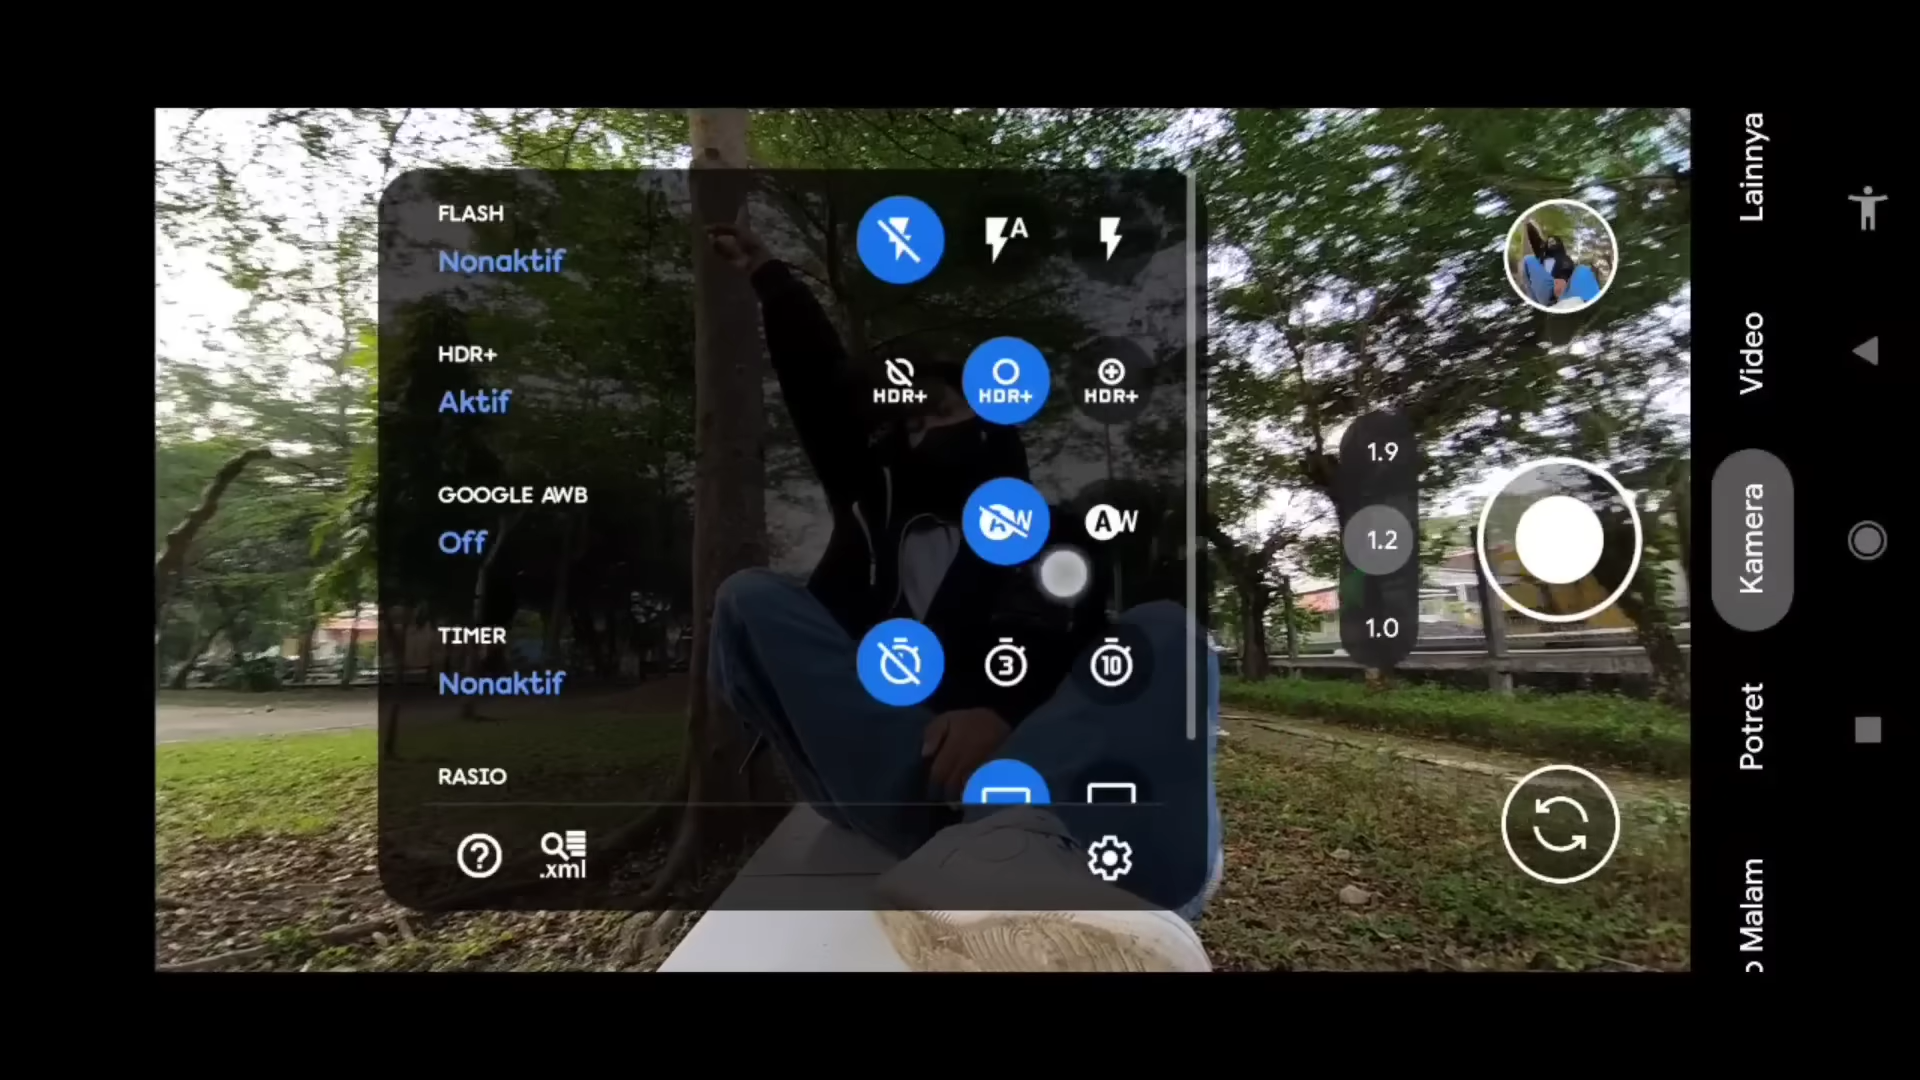 FLASH
Nonaktif
A
HDR+
Aktif
HDR+
HDR+
HDR+
GOOGLE AWB
Off
AW
AW
TIMER
Nonaktif
3
10
RASIO
?
.xml
1.9
1.2
1.0
Lainnya
Video
Kamera
Potret
Malam